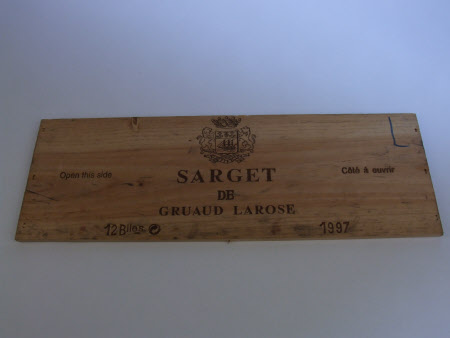 Open this side
SARGET
Côté à ouvrir
DE
GRUAUD LAROSE
12 Blles
1997